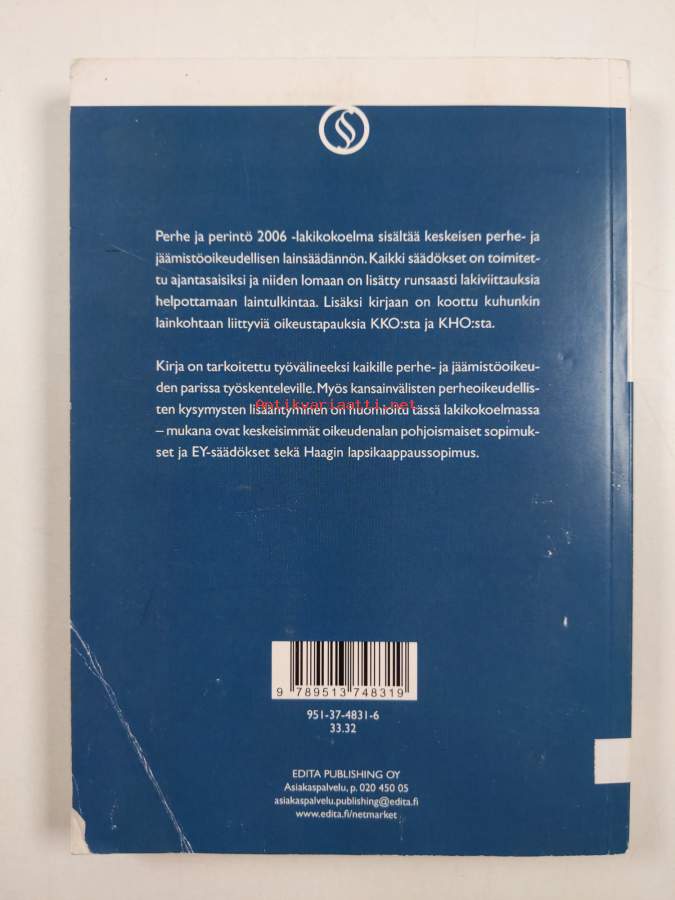 §
Perhe ja perintö 2006 -lakikokoelma sisältää keskeisen perhe- ja
jäämistöoikeudellisen lainsäädännön. Kaikki säädökset on toimitet-
tu ajantasaisiksi ja niiden lomaan on lisätty runsaasti lakiviittauksia
helpottamaan laintulkintaa. Lisäksi kirjaan on koottu kuhunkin
lainkohtaan liittyviä oikeustapauksia KKO:sta ja KHO:sta.
Kirja on tarkoitettu työvälineeksi kaikille perhe- ja jäämistöoikeu-
den parissa työskenteleville. Myös kansainvälisten perheoikeudellis-
ten kysymysten lisääntyminen on huomioitu tässä lakikokoelmassa
Antikvariaatti.net
– mukana ovat keskeisimmät oikeudenalan pohjoismaiset sopimuk-
set ja EY-säädökset sekä Haagin lapsikaappaussopimus.
9 789513 748319
951-37-4831-6
33.32
EDITA PUBLISHING OY
Asiakaspalvelu, p. 020 450 05
asiakaspalvelu.publishing@edita.fi
www.edita.fi/netmarket